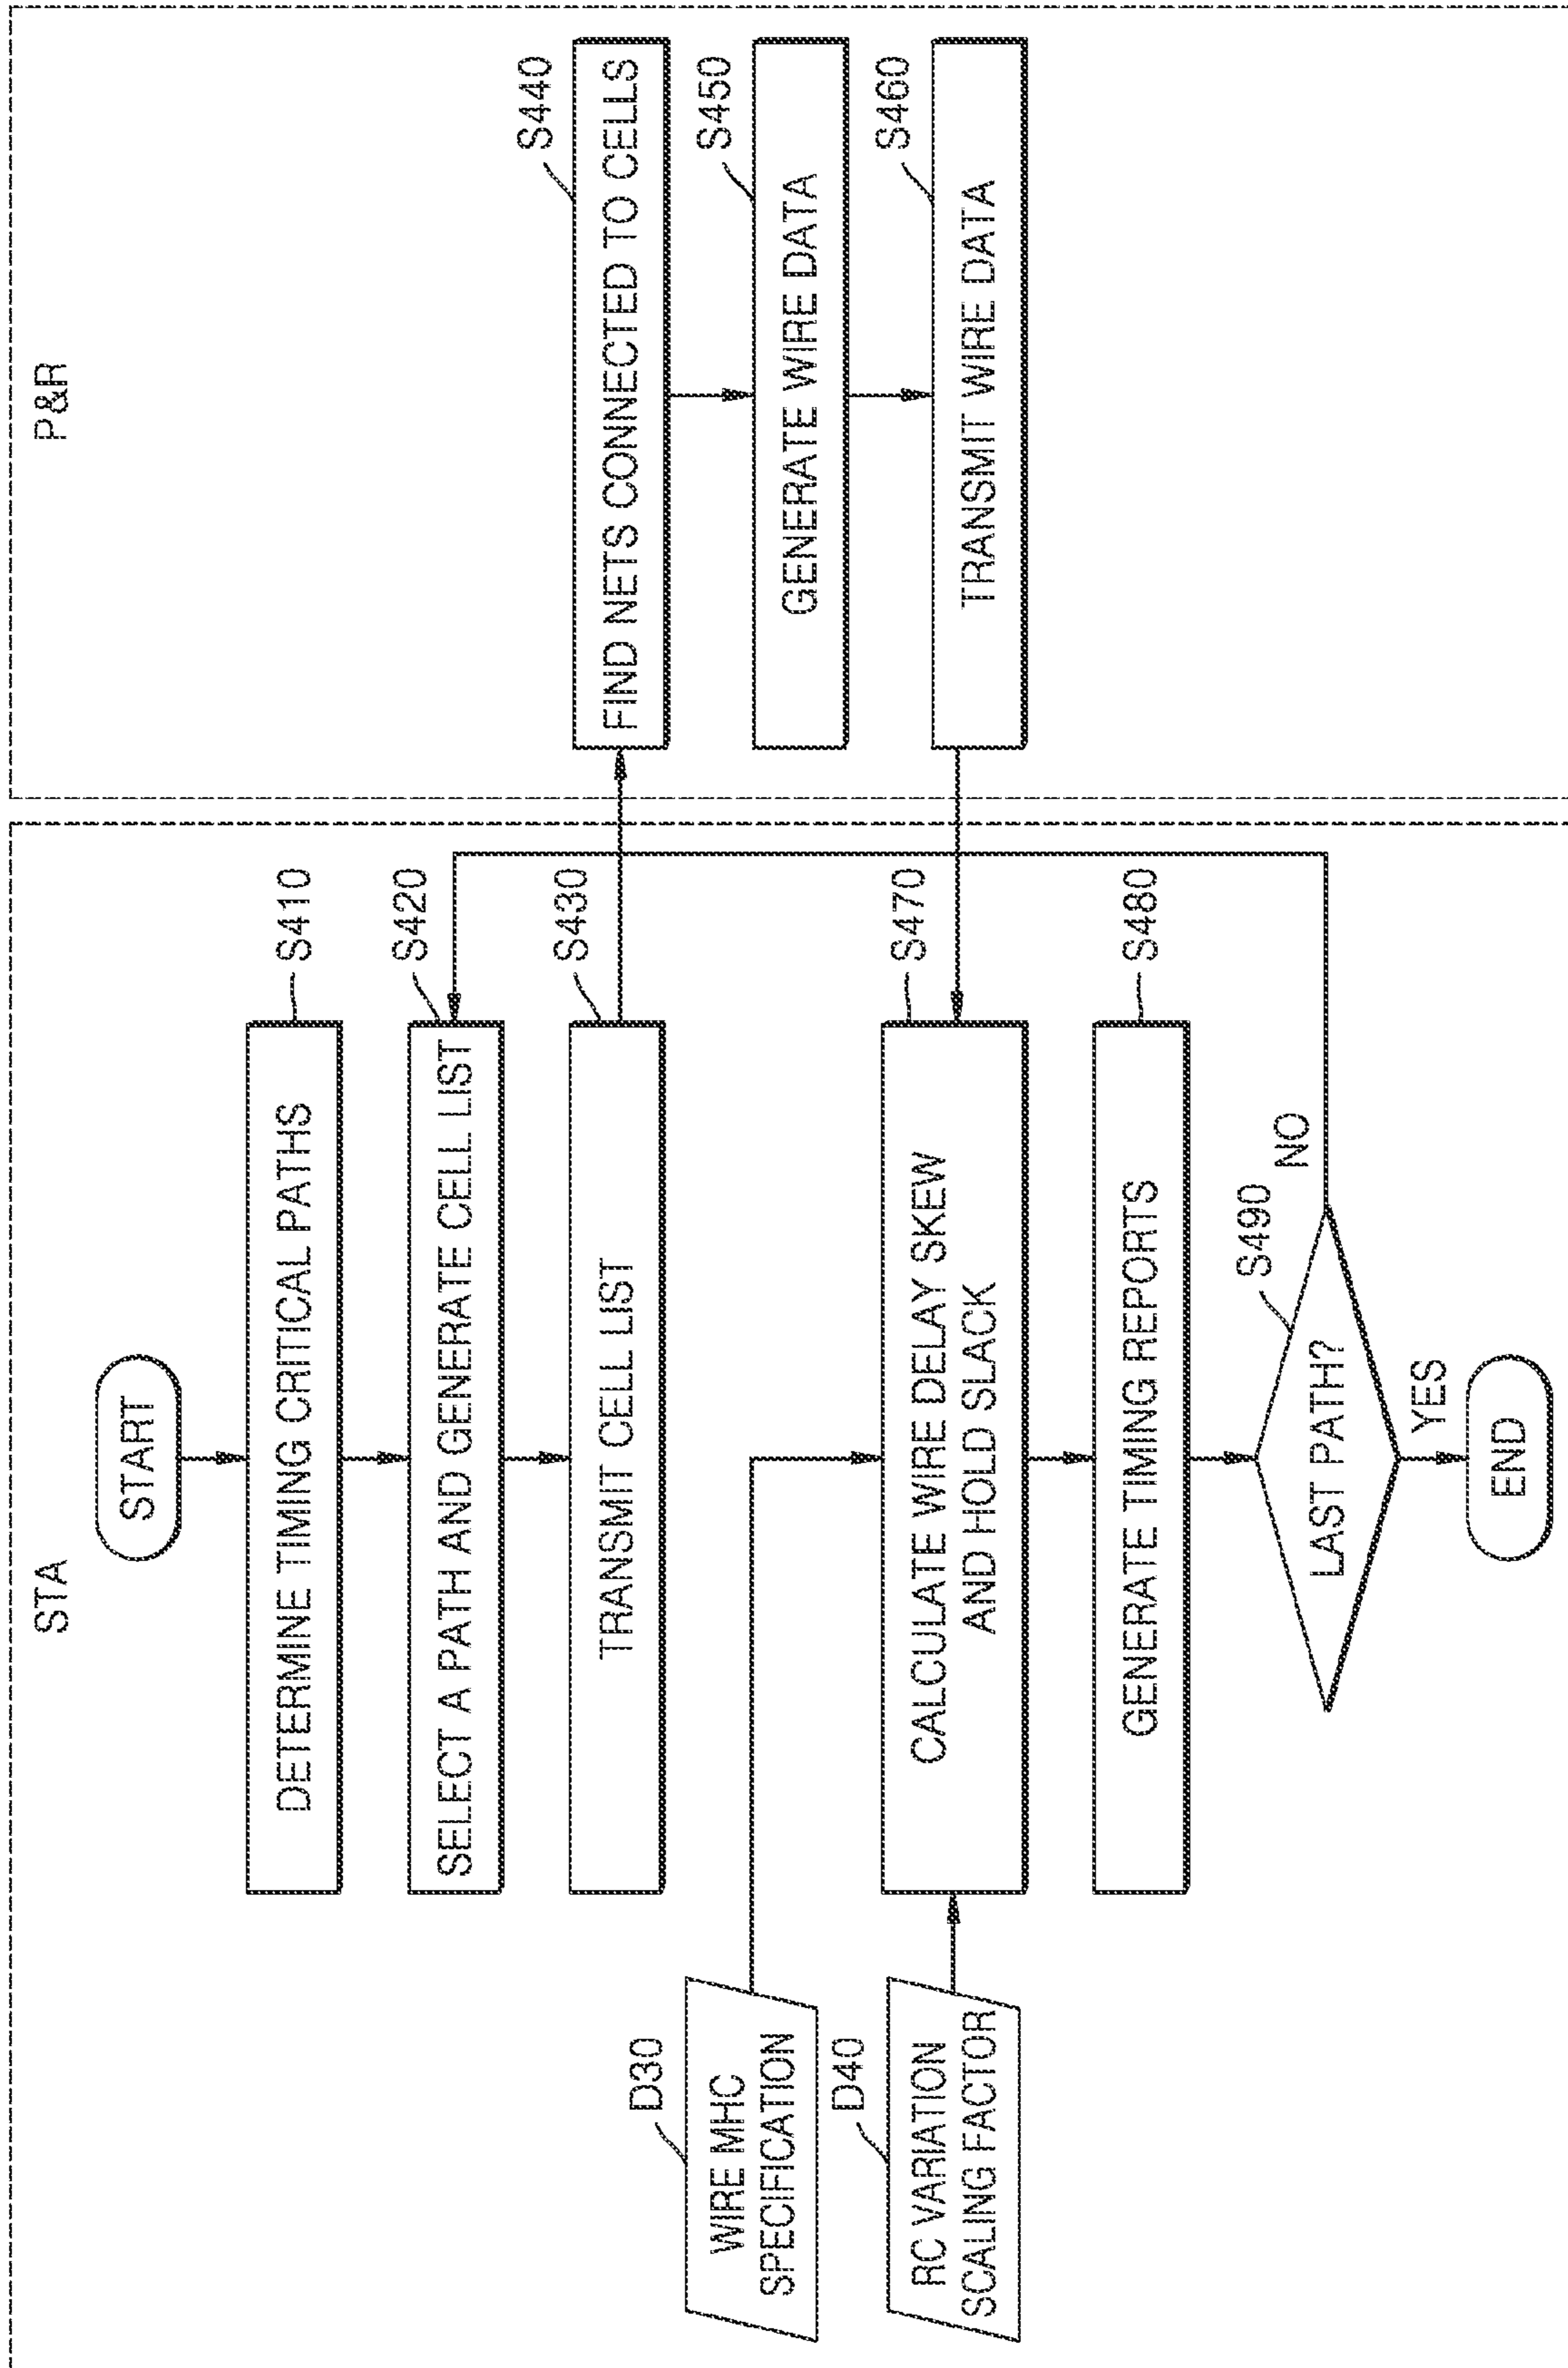 STA
START
DETERMINE TIMING CRITICAL PATHS
S410
SELECT A PATH AND GENERATE CELL LIST
S420
TRANSMIT CELL LIST
S430
D30
WIRE MHC
SPECIFICATION
D40
RC VARIATION
SCALING FACTOR
CALCULATE WIRE DELAY SKEW
AND HOLD SLACK
S470
GENERATE TIMING REPORTS
S480
LAST PATH?
S490
NO
YES
END
P&R
FIND NETS CONNECTED TO CELLS
S440
GENERATE WIRE DATA
S450
TRANSMIT WIRE DATA
S460